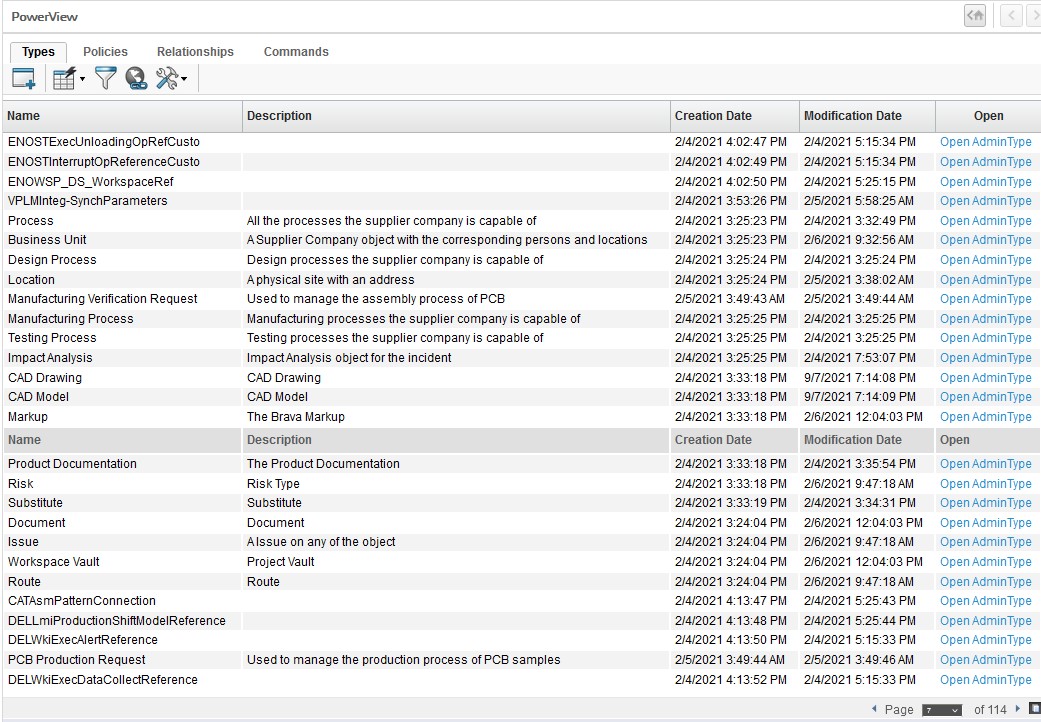 PowerView
Types Policies Relationships Commands
Name Description Creation Date Modification Date Open
ENOSTExecUnloadingOpRefCusto 2/4/2021 4:02:47 PM 2/4/2021 5:15:34 PM Open AdminType
ENOSTInterruptOpReferenceCusto 2/4/2021 4:02:49 PM 2/4/2021 5:15:34 PM Open AdminType
ENOWSP_DS_WorkspaceRef 2/4/2021 4:02:50 PM 2/4/2021 5:25:15 PM Open AdminType
VPLMInteg-SynchParameters 2/4/2021 3:53:26 PM 2/5/2021 5:58:25 AM Open AdminType
Process All the processes the supplier company is capable of 2/4/2021 3:25:23 PM 2/4/2021 3:32:49 PM Open AdminType
Business Unit A Supplier Company object with the corresponding persons and locations 2/4/2021 3:25:23 PM 2/6/2021 9:32:56 AM Open AdminType
Design Process Design processes the supplier company is capable of 2/4/2021 3:25:24 PM 2/4/2021 3:25:24 PM Open AdminType
Location A physical site with an address 2/4/2021 3:25:24 PM 2/5/2021 3:38:02 AM Open AdminType
Manufacturing Verification Request Used to manage the assembly process of PCB 2/5/2021 3:49:43 AM 2/5/2021 3:49:44 AM Open AdminType
Manufacturing Process Manufacturing processes the supplier company is capable of 2/4/2021 3:25:25 PM 2/4/2021 3:25:25 PM Open AdminType
Testing Process Testing processes the supplier company is capable of 2/4/2021 3:25:25 PM 2/4/2021 3:25:25 PM Open AdminType
Impact Analysis Impact Analysis object for the incident 2/4/2021 3:25:25 PM 2/4/2021 7:53:07 PM Open AdminType
CAD Drawing CAD Drawing 2/4/2021 3:33:18 PM 9/7/2021 7:14:08 PM Open AdminType
CAD Model CAD Model 2/4/2021 3:33:18 PM 9/7/2021 7:14:09 PM Open AdminType
Markup The Brava Markup 2/4/2021 3:33:18 PM 2/6/2021 12:04:03 PM Open AdminType
Name Description Creation Date Modification Date Open
Product Documentation The Product Documentation 2/4/2021 3:33:18 PM 2/4/2021 3:35:54 PM Open AdminType
Risk Risk Type 2/4/2021 3:33:18 PM 2/6/2021 9:47:18 AM Open AdminType
Substitute Substitute 2/4/2021 3:33:19 PM 2/4/2021 3:34:31 PM Open AdminType
Document Document 2/4/2021 3:24:04 PM 2/6/2021 12:04:03 PM Open AdminType
Issue A Issue on any of the object 2/4/2021 3:24:04 PM 2/6/2021 9:47:18 AM Open AdminType
Workspace Vault Project Vault 2/4/2021 3:24:04 PM 2/6/2021 12:04:03 PM Open AdminType
Route Route 2/4/2021 3:24:04 PM 2/6/2021 9:47:18 AM Open AdminType
CATAsmPatternConnection 2/4/2021 4:13:47 PM 2/4/2021 5:25:43 PM Open AdminType
DELLmiProductionShiftModelReference 2/4/2021 4:13:48 PM 2/4/2021 5:25:44 PM Open AdminType
DELWkiExecAlertReference 2/4/2021 4:13:50 PM 2/4/2021 5:15:33 PM Open AdminType
PCB Production Request Used to manage the production process of PCB samples 2/5/2021 3:49:44 AM 2/5/2021 3:49:46 AM Open AdminType
DELWkiExecDataCollectReference 2/4/2021 4:13:52 PM 2/4/2021 5:15:33 PM Open AdminType
Page 7 of 114